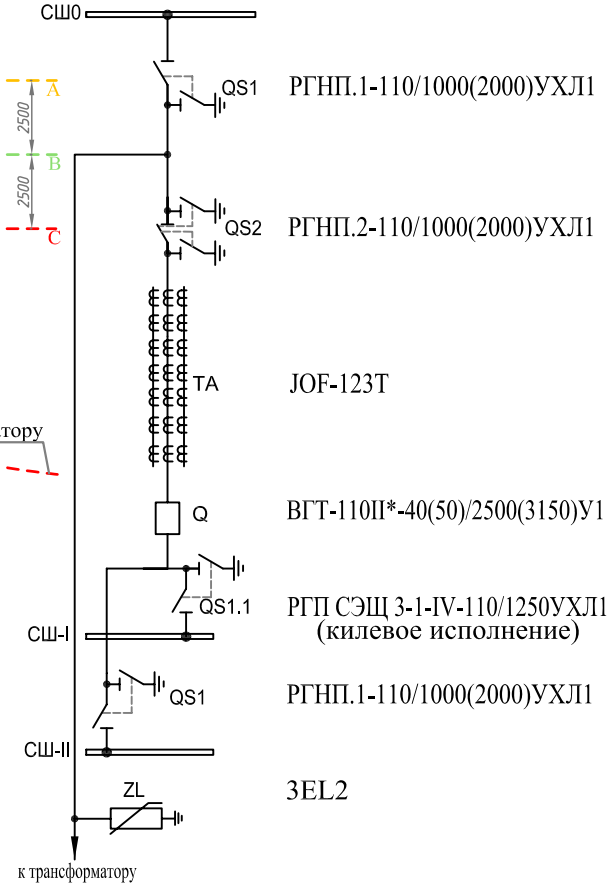 СШ0
QS1 РГНП.1-110/1000(2000)УХЛ1
А
2500
В
2500
С
QS2 РГНП.2-110/1000(2000)УХЛ1
TA JOF-123T
Q ВГТ-110II*-40(50)/2500(3150)У1
QS1.1 РГП СЭЩ 3-1-IV-110/1250УХЛ1
(килевое исполнение)
СШ-I
QS1 РГНП.1-110/1000(2000)УХЛ1
СШ-II
ZL 3EL2
к трансформатору